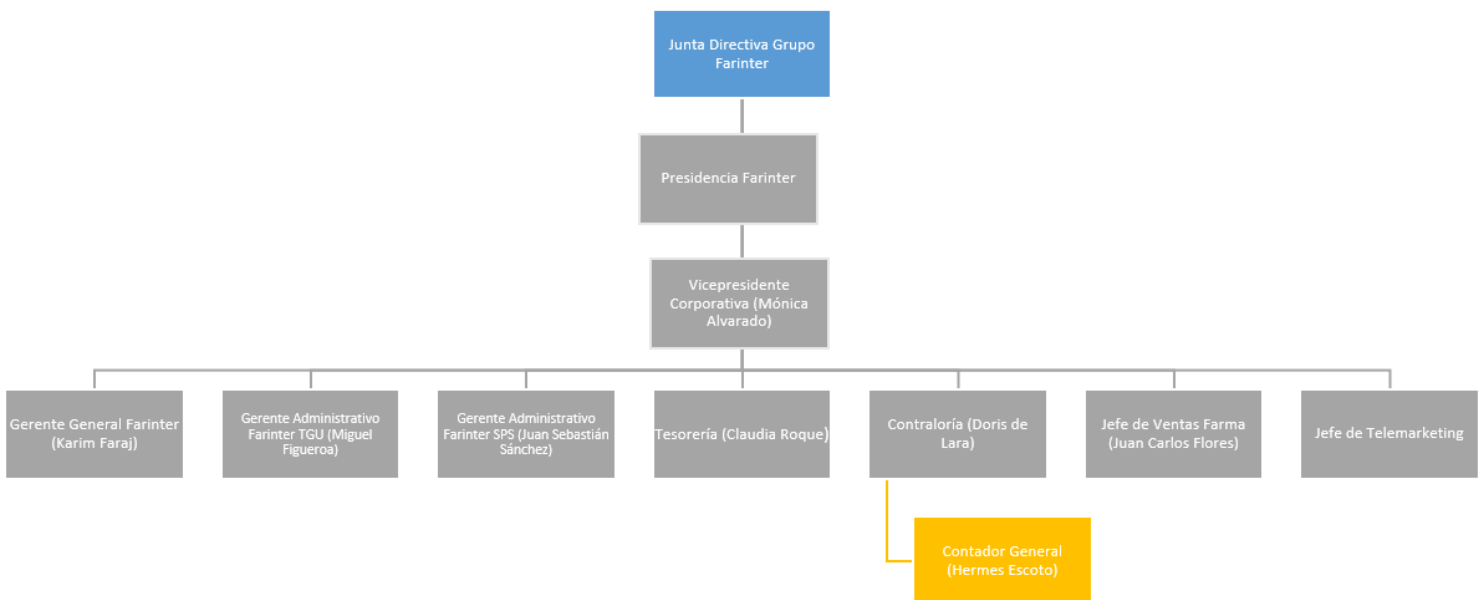 Junta Directiva Grupo
Farinter
Presidencia Farinter
Vicepresidente
Corporativa (Mónica
Alvarado)
Gerente General Farinter
(Karim Faraj)
Gerente Administrativo
Farinter TGU (Miguel
Figueroa)
Gerente Administrativo
Farinter SPS (Juan Sebastián
Sánchez)
Tesorería (Claudia Roque)
Contraloría (Doris de
Lara)
Jefe de Ventas Farma
(Juan Carlos Flores)
Jefe de Telemarketing
Contador General
(Hermes Escoto)